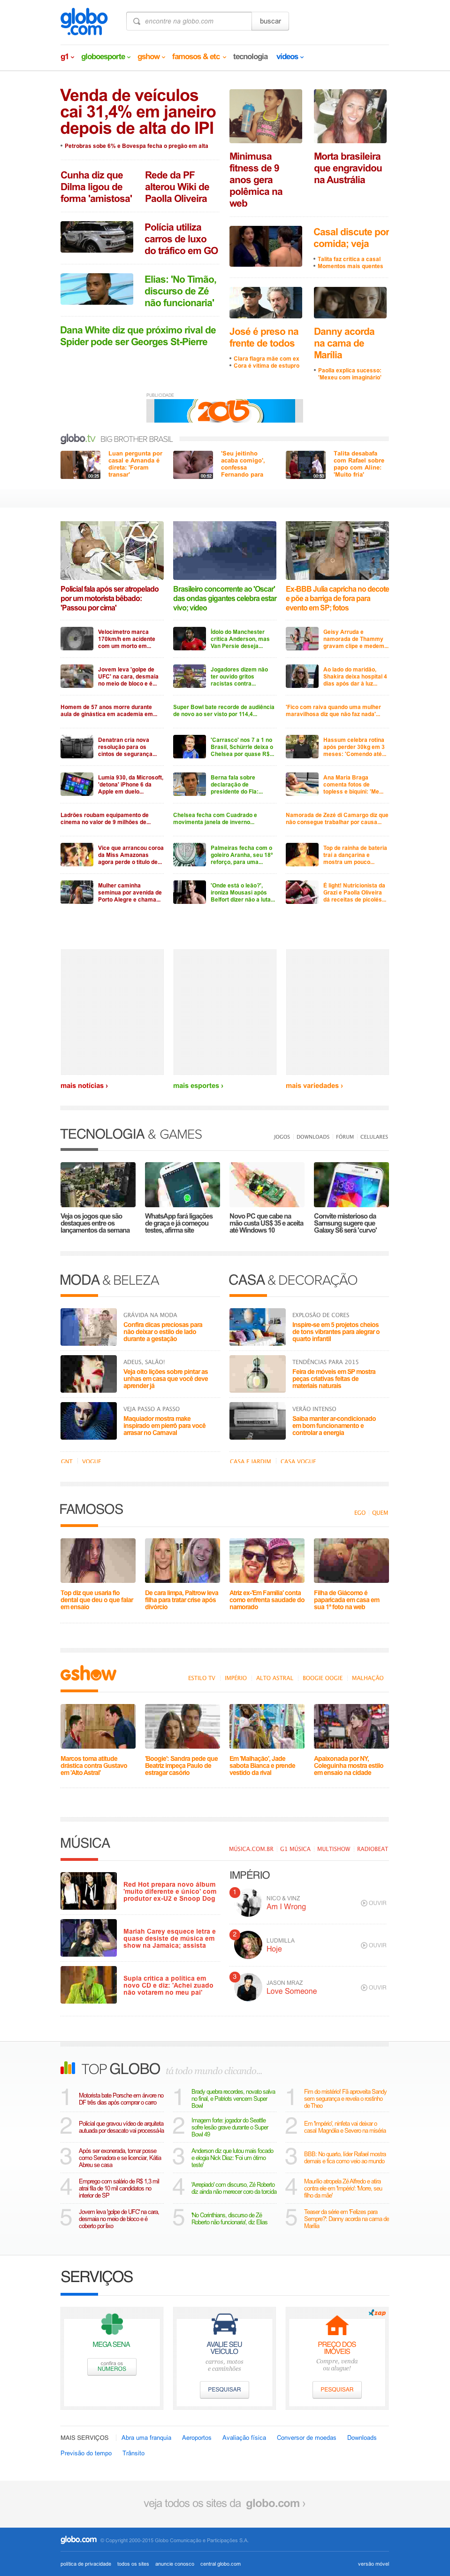 globo
.com
encontre na globo.com
buscar
g1
globoesporte
gshow
famosos & etc
tecnologia
vídeos
Venda de veículos
cai 31,4% em janeiro
depois de alta do IPI
Petrobras sobe 6% e Bovespa fecha o pregão em alta
Cunha diz que
Dilma ligou de
forma 'amistosa'
Rede da PF
alterou Wiki de
Paolla Oliveira
Polícia utiliza
carros de luxo
do tráfico em GO
Elias: 'No Timão,
discurso de Zé
não funcionaria'
Dana White diz que próximo rival de
Spider pode ser Georges St-Pierre
Minimusa
fitness de 9
anos gera
polêmica na
web
Morta brasileira
que engravidou
na Austrália
Casal discute por
comida; veja
Talita faz crítica a casal
Momentos mais quentes
José é preso na
frente de todos
Clara flagra mãe com ex
Cora é vítima de estupro
Danny acorda
na cama de
Marília
Paolla explica sucesso:
'Mexeu com imaginário'
PUBLICIDADE
2015
globo.tv BIG BROTHER BRASIL
Luan pergunta por
casal e Amanda é
direta: 'Foram
transar'
'Seu jeitinho
acaba comigo',
confessa
Fernando para
Talita desabafa
com Rafael sobre
papo com Aline:
'Muito fria'
Policial fala após ser atropelado
por um motorista bêbado:
'Passou por cima'
Brasileiro concorrente ao 'Oscar'
das ondas gigantes celebra estar
vivo; vídeo
Ex-BBB Julia capricha no decote
e põe a barriga de fora para
evento em SP; fotos
Velocímetro marca
170km/h em acidente
com um morto em...
Ídolo do Manchester
critica Anderson, mas
Van Persie deseja...
Geisy Arruda e
namorada de Thammy
gravam clipe e medem...
Jovem leva 'golpe de
UFC' na cara, desmaia
no meio de bloco e é...
Jogadores dizem não
ter ouvido gritos
racistas contra...
Ao lado do maridão,
Shakira deixa hospital 4
dias após dar à luz...
Homem de 57 anos morre durante
aula de ginástica em academia em...
Super Bowl bate recorde de audiência
de novo ao ser visto por 114,4...
'Fico com raiva quando uma mulher
maravilhosa diz que não faz nada'...
Denatran cria nova
resolução para os
cintos de segurança...
'Carrasco' nos 7 a 1 no
Brasil, Schürrle deixa o
Chelsea por quase R$...
Hassum celebra rotina
após perder 30kg em 3
meses: 'Comendo até...
Lumia 930, da Microsoft,
'detona' iPhone 6 da
Apple em duelo...
Berna fala sobre
declaração de
presidente do Fla:...
Ana Maria Braga
comenta fotos de
topless e biquíni: 'Me...
Ladrões roubam equipamento de
cinema no valor de 9 milhões de...
Chelsea fecha com Cuadrado e
movimenta janela de inverno...
Namorada de Zezé di Camargo diz que
não consegue trabalhar por causa...
Vice que arrancou coroa
da Miss Amazonas
agora perde o título de...
Palmeiras fecha com o
goleiro Aranha, seu 18º
reforço, para uma...
Top de rainha de bateria
trai a dançarina e
mostra um pouco...
Mulher caminha
seminua por avenida de
Porto Alegre e chama...
'Onde está o leão?',
ironiza Mousasi após
Belfort dizer não a luta...
É light! Nutricionista da
Grazi e Paolla Oliveira
dá receitas de picolés...
mais notícias ›
mais esportes ›
mais variedades ›
TECNOLOGIA & GAMES
JOGOS DOWNLOADS FÓRUM CELULARES
Veja os jogos que são
destaques entre os
lançamentos da semana
WhatsApp fará ligações
de graça e já começou
testes, afirma site
Novo PC que cabe na
mão custa US$ 35 e aceita
até Windows 10
Convite misterioso da
Samsung sugere que
Galaxy S6 será 'curvo'
MODA & BELEZA
GRÁVIDA NA MODA
Confira dicas preciosas para
não deixar o estilo de lado
durante a gestação
ADEUS, SALÃO!
Veja oito lições sobre pintar as
unhas em casa que você deve
aprender já
VEJA PASSO A PASSO
Maquiador mostra make
inspirado em pierrô para você
arrasar no Carnaval
GNT VOGUE
CASA & DECORAÇÃO
EXPLOSÃO DE CORES
Inspire-se em 5 projetos cheios
de tons vibrantes para alegrar o
quarto infantil
TENDÊNCIAS PARA 2015
Feira de móveis em SP mostra
peças criativas feitas de
materiais naturais
VERÃO INTENSO
Saiba manter ar-condicionado
em bom funcionamento e
controlar a energia
CASA E JARDIM CASA VOGUE
FAMOSOS
EGO QUEM
Top diz que usaria fio
dental que deu o que falar
em ensaio
De cara limpa, Paltrow leva
filha para tratar crise após
divórcio
Atriz ex-'Em Família' conta
como enfrenta saudade do
namorado
Filha de Giácomo é
paparicada em casa em
sua 1ª foto na web
gshow
ESTILO TV IMPÉRIO ALTO ASTRAL BOOGIE OOGIE MALHAÇÃO
Marcos toma atitude
drástica contra Gustavo
em 'Alto Astral'
'Boogie': Sandra pede que
Beatriz impeça Paulo de
estragar casório
Em 'Malhação', Jade
sabota Bianca e prende
vestido da rival
Apaixonada por NY,
Coleguinha mostra estilo
em ensaio na cidade
MÚSICA
MÚSICA.COM.BR G1 MÚSICA MULTISHOW RADIOBEAT
Red Hot prepara novo álbum
'muito diferente e único' com
produtor ex-U2 e Snoop Dog
Mariah Carey esquece letra e
quase desiste de música em
show na Jamaica; assista
Supla critica a política em
novo CD e diz: 'Achei zuado
não votarem no meu pai'
IMPÉRIO
1
NICO & VINZ
Am I Wrong
OUVIR
2
LUDMILLA
Hoje
OUVIR
3
JASON MRAZ
Love Someone
OUVIR
TOP GLOBO tá todo mundo clicando...
1
Motorista bate Porsche em árvore no
DF três dias após comprar o carro
2
Policial que gravou vídeo de arquiteta
autuada por desacato vai processá-la
3
Após ser exonerada, tomar posse
como Senadora e se licenciar, Kátia
Abreu se casa
4
Emprego com salário de R$ 1,3 mil
atrai fila de 10 mil candidatos no
interior de SP
5
Jovem leva 'golpe de UFC' na cara,
desmaia no meio de bloco e é
coberto por lixo
1
Brady quebra recordes, novato salva
no final, e Patriots vencem Super
Bowl
2
Imagem forte: jogador do Seattle
sofre lesão grave durante o Super
Bowl 49
3
Anderson diz que lutou mais focado
e elogia Nick Diaz: 'Foi um ótimo
teste'
4
'Arrepiado' com discurso, Zé Roberto
diz ainda não merecer coro da torcida
5
'No Corinthians, discurso de Zé
Roberto não funcionaria', diz Elias
1
Fim do mistério! Fã aproveita Sandy
sem segurança e revela o rostinho
de Theo
2
Em 'Império', ninfeta vai deixar o
casal Magnólia e Severo na miséria
3
BBB: No quarto, líder Rafael mostra
demais e fica como veio ao mundo
4
Maurílio atropela Zé Alfredo e atira
contra ele em 'Império': 'Morre, seu
filho da mãe'
5
Teaser da série em 'Felizes para
Sempre?': Danny acorda na cama de
Marília
SERVIÇOS
MEGA SENA
confira os
NÚMEROS
AVALIE SEU
VEÍCULO
carros, motos
e caminhões
PESQUISAR
zap
PREÇO DOS
IMÓVEIS
Compre, venda
ou alugue!
PESQUISAR
MAIS SERVIÇOS Abra uma franquia Aeroportos Avaliação física Conversor de moedas Downloads
Previsão do tempo Trânsito
veja todos os sites da globo.com ›
globo.com © Copyright 2000-2015 Globo Comunicação e Participações S.A.
política de privacidade todos os sites anuncie conosco central globo.com versão móvel